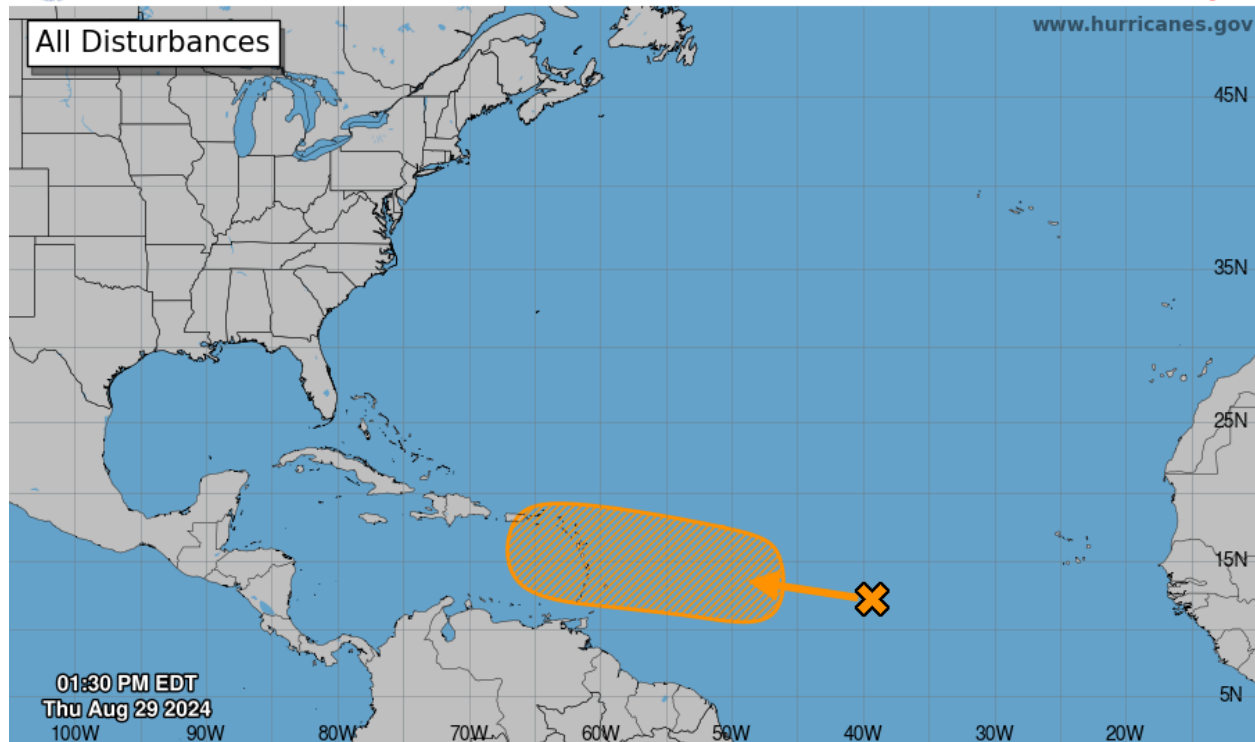 www.hurricanes.gov
All Disturbances
45N
35N
25N
15N
5N
01:30 PM EDT
Thu Aug 29 2024
100W 90W 80W 70W 60W 50W 40W 30W 20W